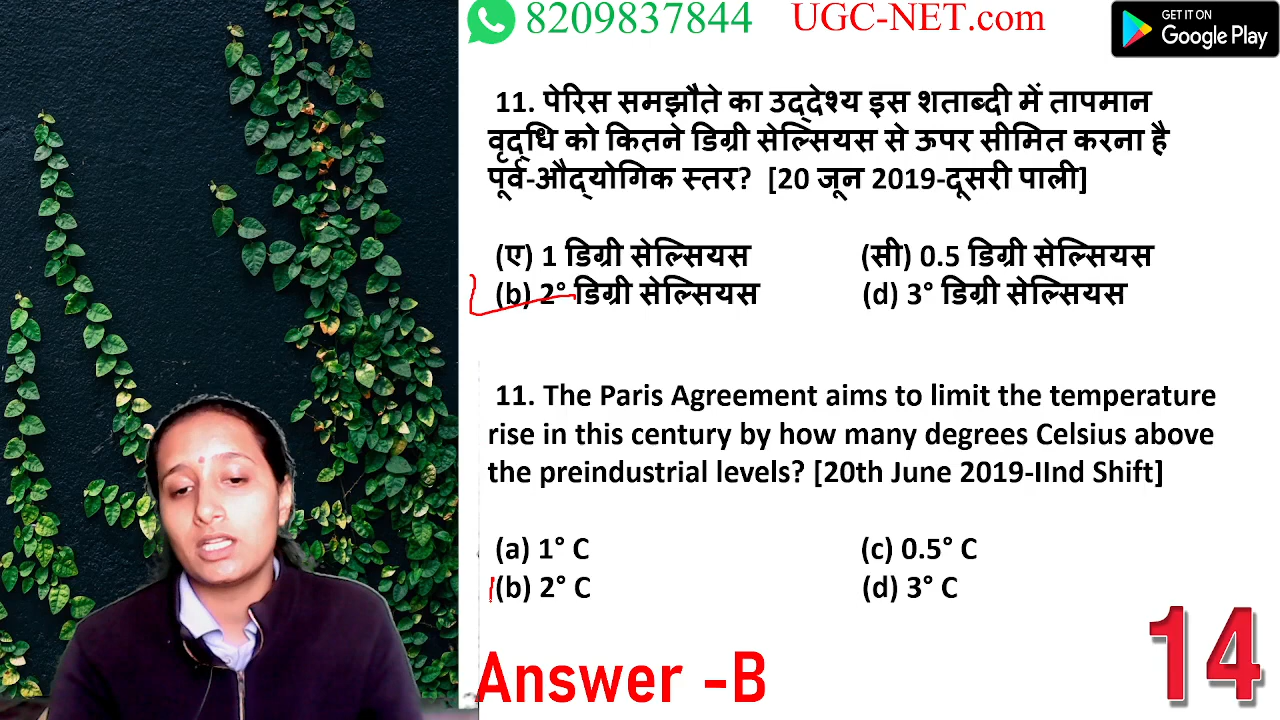 8209837844 UGC-NET.com
GET IT ON
Google Play
11. पेरिस समझौते का उद्देश्य इस शताब्दी में तापमान
वृद्धि को कितने डिग्री सेल्सियस से ऊपर सीमित करना है
पूर्व-औद्योगिक स्तर? [20 जून 2019-दूसरी पाली]
(ए) 1 डिग्री सेल्सियस (सी) 0.5 डिग्री सेल्सियस
(b) 2° डिग्री सेल्सियस (d) 3° डिग्री सेल्सियस
11. The Paris Agreement aims to limit the temperature
rise in this century by how many degrees Celsius above
the preindustrial levels? [20th June 2019-IInd Shift]
(a) 1° C (c) 0.5° C
(b) 2° C (d) 3° C
Answer -B
14